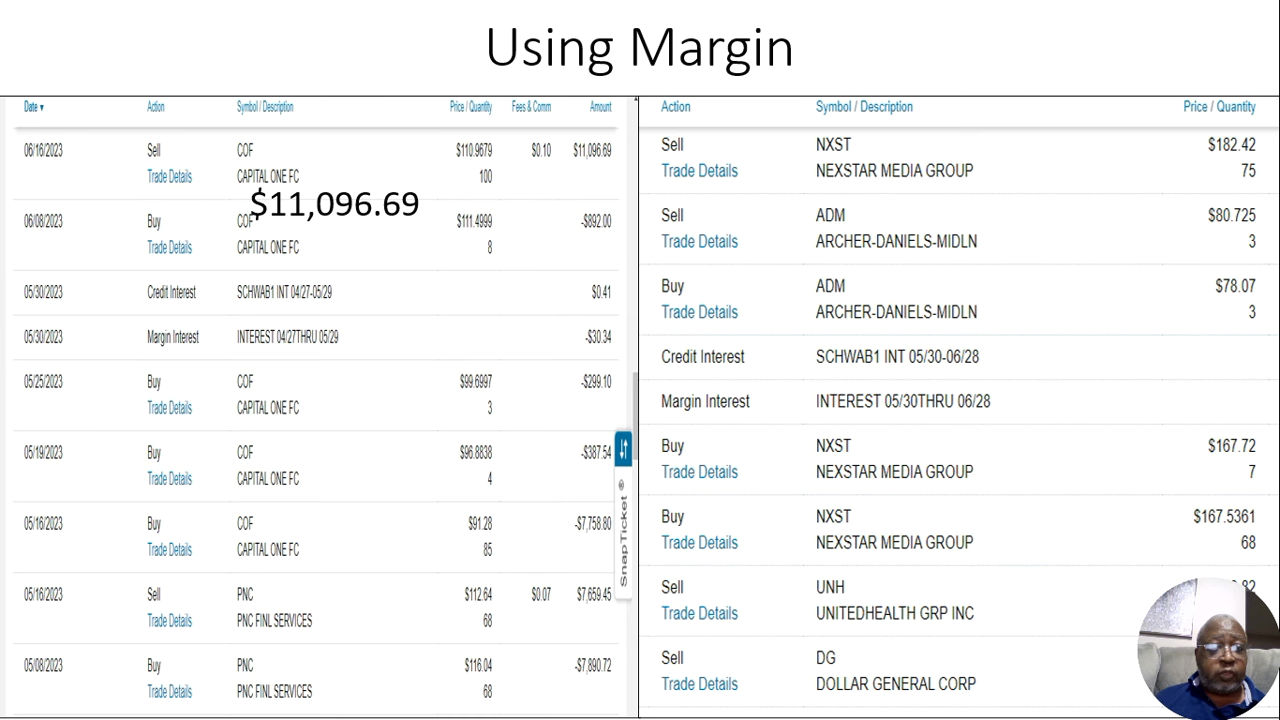 Using Margin
Date ▾ Action Symbol / Description Price / Quantity Fees & Comm Amount
06/16/2023 Sell COF $110.9679 $0.10 $11,096.69
Trade Details CAPITAL ONE FC 100
$11,096.69
06/08/2023 Buy COF $111.4999 -$892.00
Trade Details CAPITAL ONE FC 8
05/30/2023 Credit Interest SCHWAB1 INT 04/27-05/29 $0.41
05/30/2023 Margin Interest INTEREST 04/27THRU 05/29 -$30.34
05/25/2023 Buy COF $99.6997 -$299.10
Trade Details CAPITAL ONE FC 3
05/19/2023 Buy COF $96.8838 -$387.54
Trade Details CAPITAL ONE FC 4
05/16/2023 Buy COF $91.28 -$7,758.80
Trade Details CAPITAL ONE FC 85
05/16/2023 Sell PNC $112.64 $0.07 $7,659.45
Trade Details PNC FINL SERVICES 68
05/08/2023 Buy PNC $116.04 -$7,890.72
Trade Details PNC FINL SERVICES 68
SnapTicket ®
Action Symbol / Description Price / Quantity
Sell NXST $182.42
Trade Details NEXSTAR MEDIA GROUP 75
Sell ADM $80.725
Trade Details ARCHER-DANIELS-MIDLN 3
Buy ADM $78.07
Trade Details ARCHER-DANIELS-MIDLN 3
Credit Interest SCHWAB1 INT 05/30-06/28
Margin Interest INTEREST 05/30THRU 06/28
Buy NXST $167.72
Trade Details NEXSTAR MEDIA GROUP 7
Buy NXST $167.5361
Trade Details NEXSTAR MEDIA GROUP 68
Sell UNH
Trade Details UNITEDHEALTH GRP INC
Sell DG
Trade Details DOLLAR GENERAL CORP